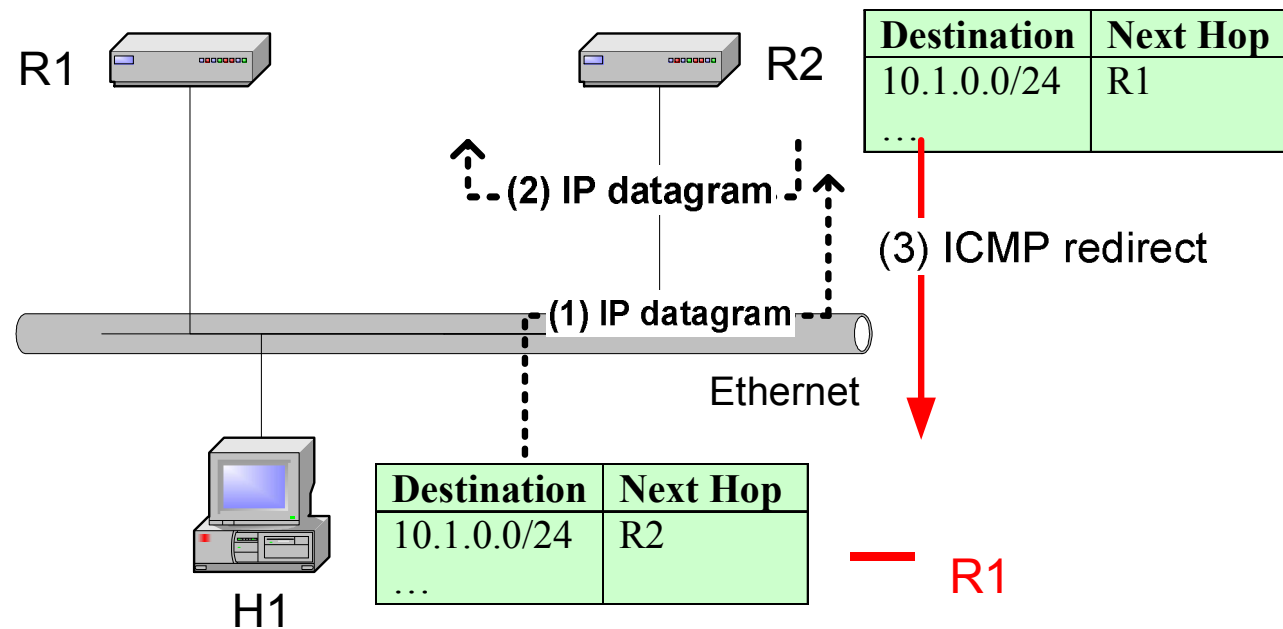 R1
R2
Destination Next Hop
10.1.0.0/24 R1
...
(2) IP datagram
(3) ICMP redirect
(1) IP datagram
Ethernet
Destination Next Hop
10.1.0.0/24 R2
...
R1
H1